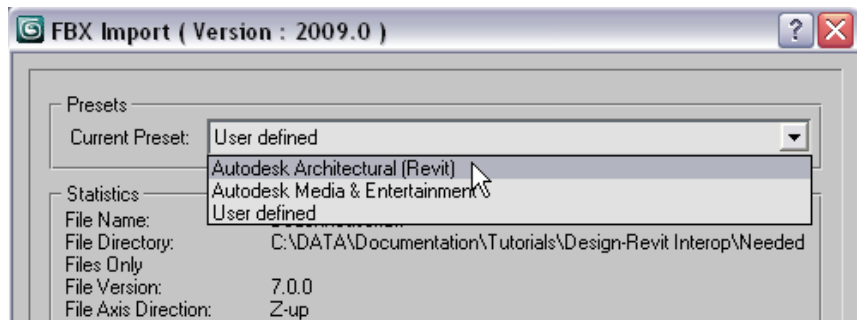 FBX Import ( Version : 2009.0 )
Presets
Current Preset: User defined
Autodesk Architectural (Revit)
Autodesk Media & Entertainment
User defined
Statistics
File Name:
File Directory: C:\DATA\Documentation\Tutorials\Design-Revit Interop\Needed
Files Only
File Version: 7.0.0
File Axis Direction: Z-up